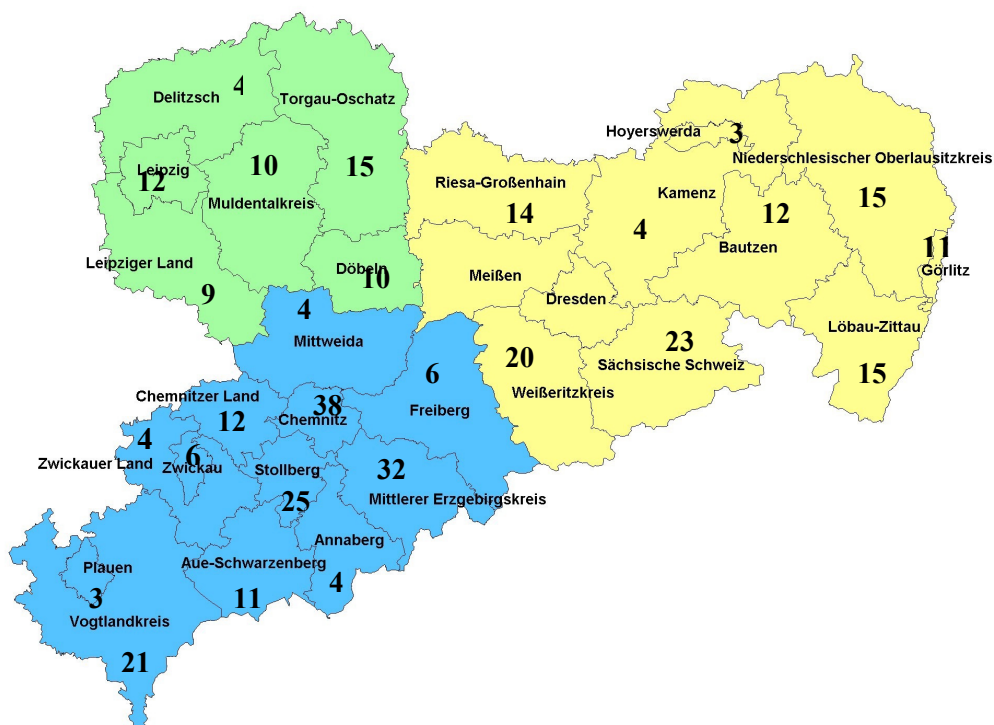 Delitzsch 4
Torgau-Oschatz
15
Leipzig
12
10
Muldentalkreis
Leipziger Land
9
Döbeln
10
Hoyerswerda 3
Niederschlesischer Oberlausitzkreis
15
Riesa-Großenhain
14
Kamenz
4
12
Bautzen
11
Görlitz
Meißen
Dresden
Löbau-Zittau
15
23
Sächsische Schweiz
20
Weißeritzkreis
4
Mittweida
6
Freiberg
Chemnitzer Land
12
38
Chemnitz
4
Zwickauer Land
6
Zwickau
Stollberg
25
32
Mittlerer Erzgebirgskreis
Annaberg
4
Aue-Schwarzenberg
11
Plauen
3
Vogtlandkreis
21